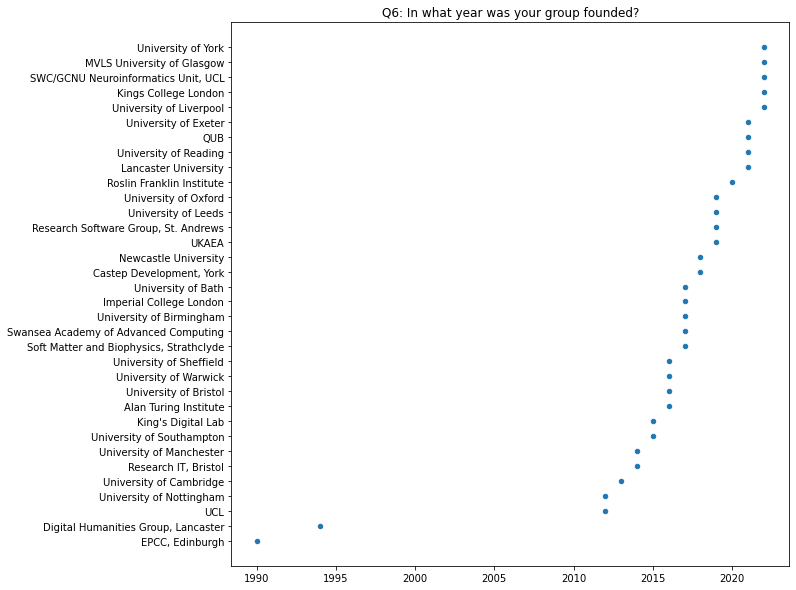 Q6: In what year was your group founded?
University of York
MVLS University of Glasgow
SWC/GCNU Neuroinformatics Unit, UCL
Kings College London
University of Liverpool
University of Exeter
QUB
University of Reading
Lancaster University
Roslin Franklin Institute
University of Oxford
University of Leeds
Research Software Group, St. Andrews
UKAEA
Newcastle University
Castep Development, York
University of Bath
Imperial College London
University of Birmingham
Swansea Academy of Advanced Computing
Soft Matter and Biophysics, Strathclyde
University of Sheffield
University of Warwick
University of Bristol
Alan Turing Institute
King's Digital Lab
University of Southampton
University of Manchester
Research IT, Bristol
University of Cambridge
University of Nottingham
UCL
Digital Humanities Group, Lancaster
EPCC, Edinburgh
1990 1995 2000 2005 2010 2015 2020